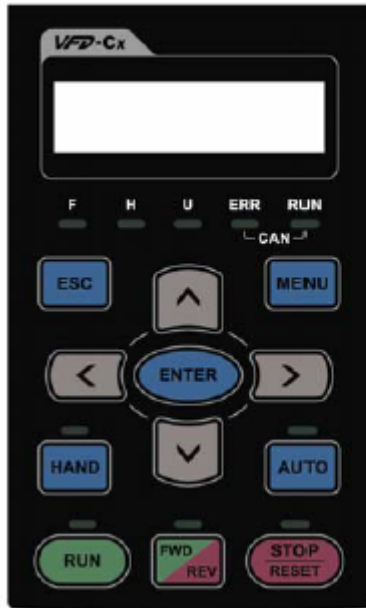 VFD-Cx
F H U ERR RUN
CAN
ESC MENU
ENTER
HAND AUTO
RUN FWD REV STOP RESET